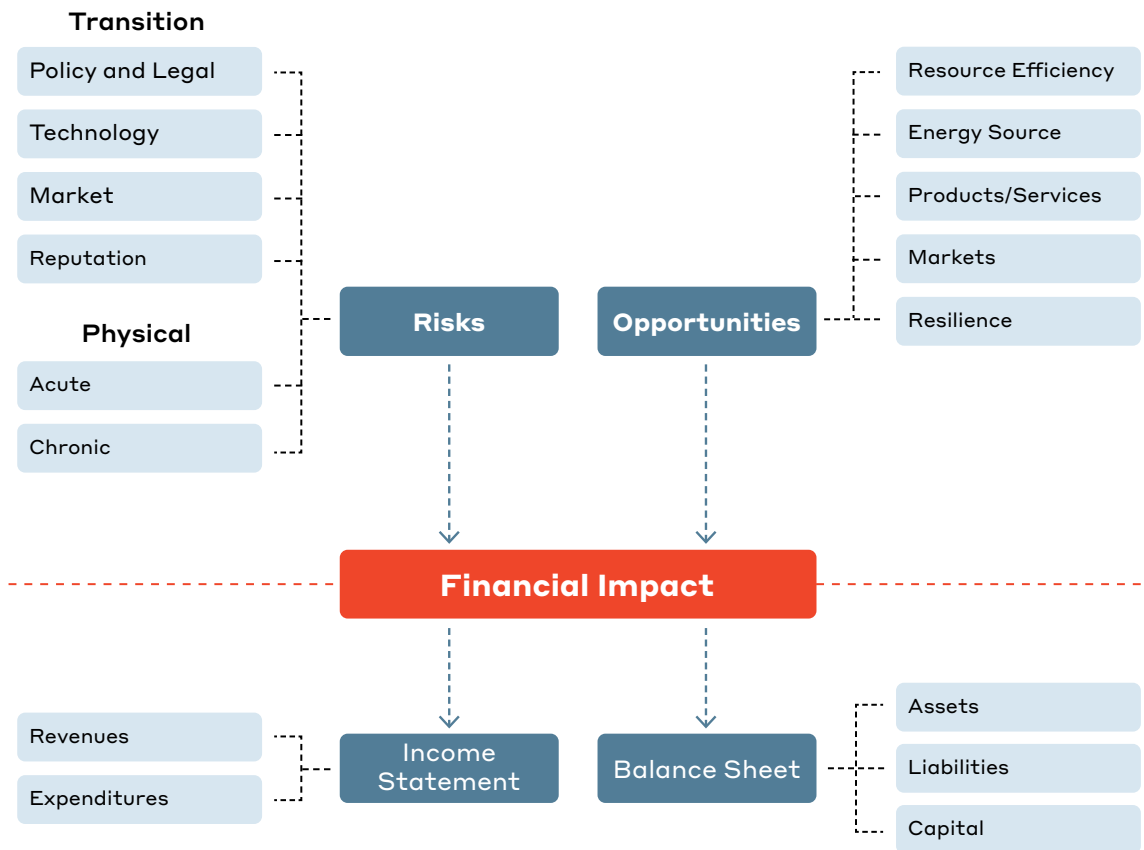 Transition
Policy and Legal
Technology
Market
Reputation
Physical
Acute
Chronic
Risks
Opportunities
Resource Efficiency
Energy Source
Products/Services
Markets
Resilience
Financial Impact
Revenues
Expenditures
Income
Statement
Balance Sheet
Assets
Liabilities
Capital